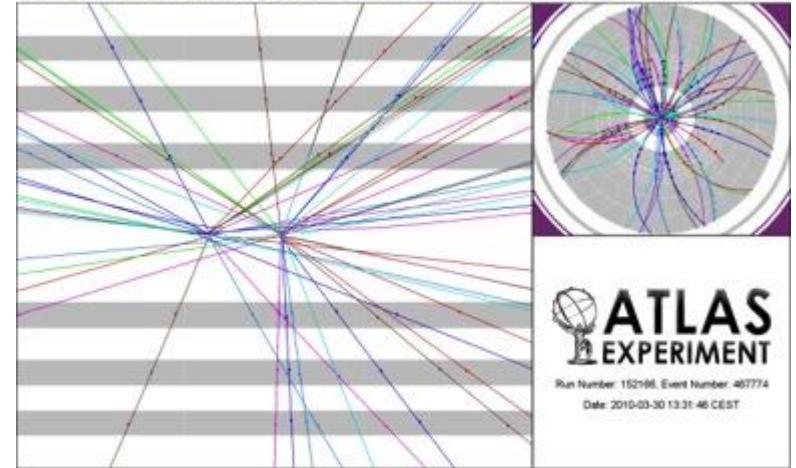 ATLAS
EXPERIMENT
Run Number: 152166, Event Number: 467774
Date: 2010-03-30 13:31:46 CEST